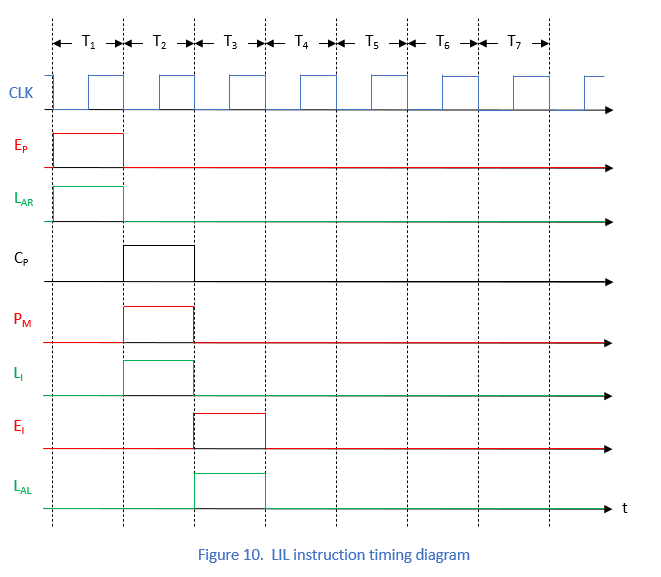 T1 T2 T3 T4 T5 T6 T7
CLK
EP
LAR
CP
PM
LI
EI
LAL
t
Figure 10. LIL instruction timing diagram